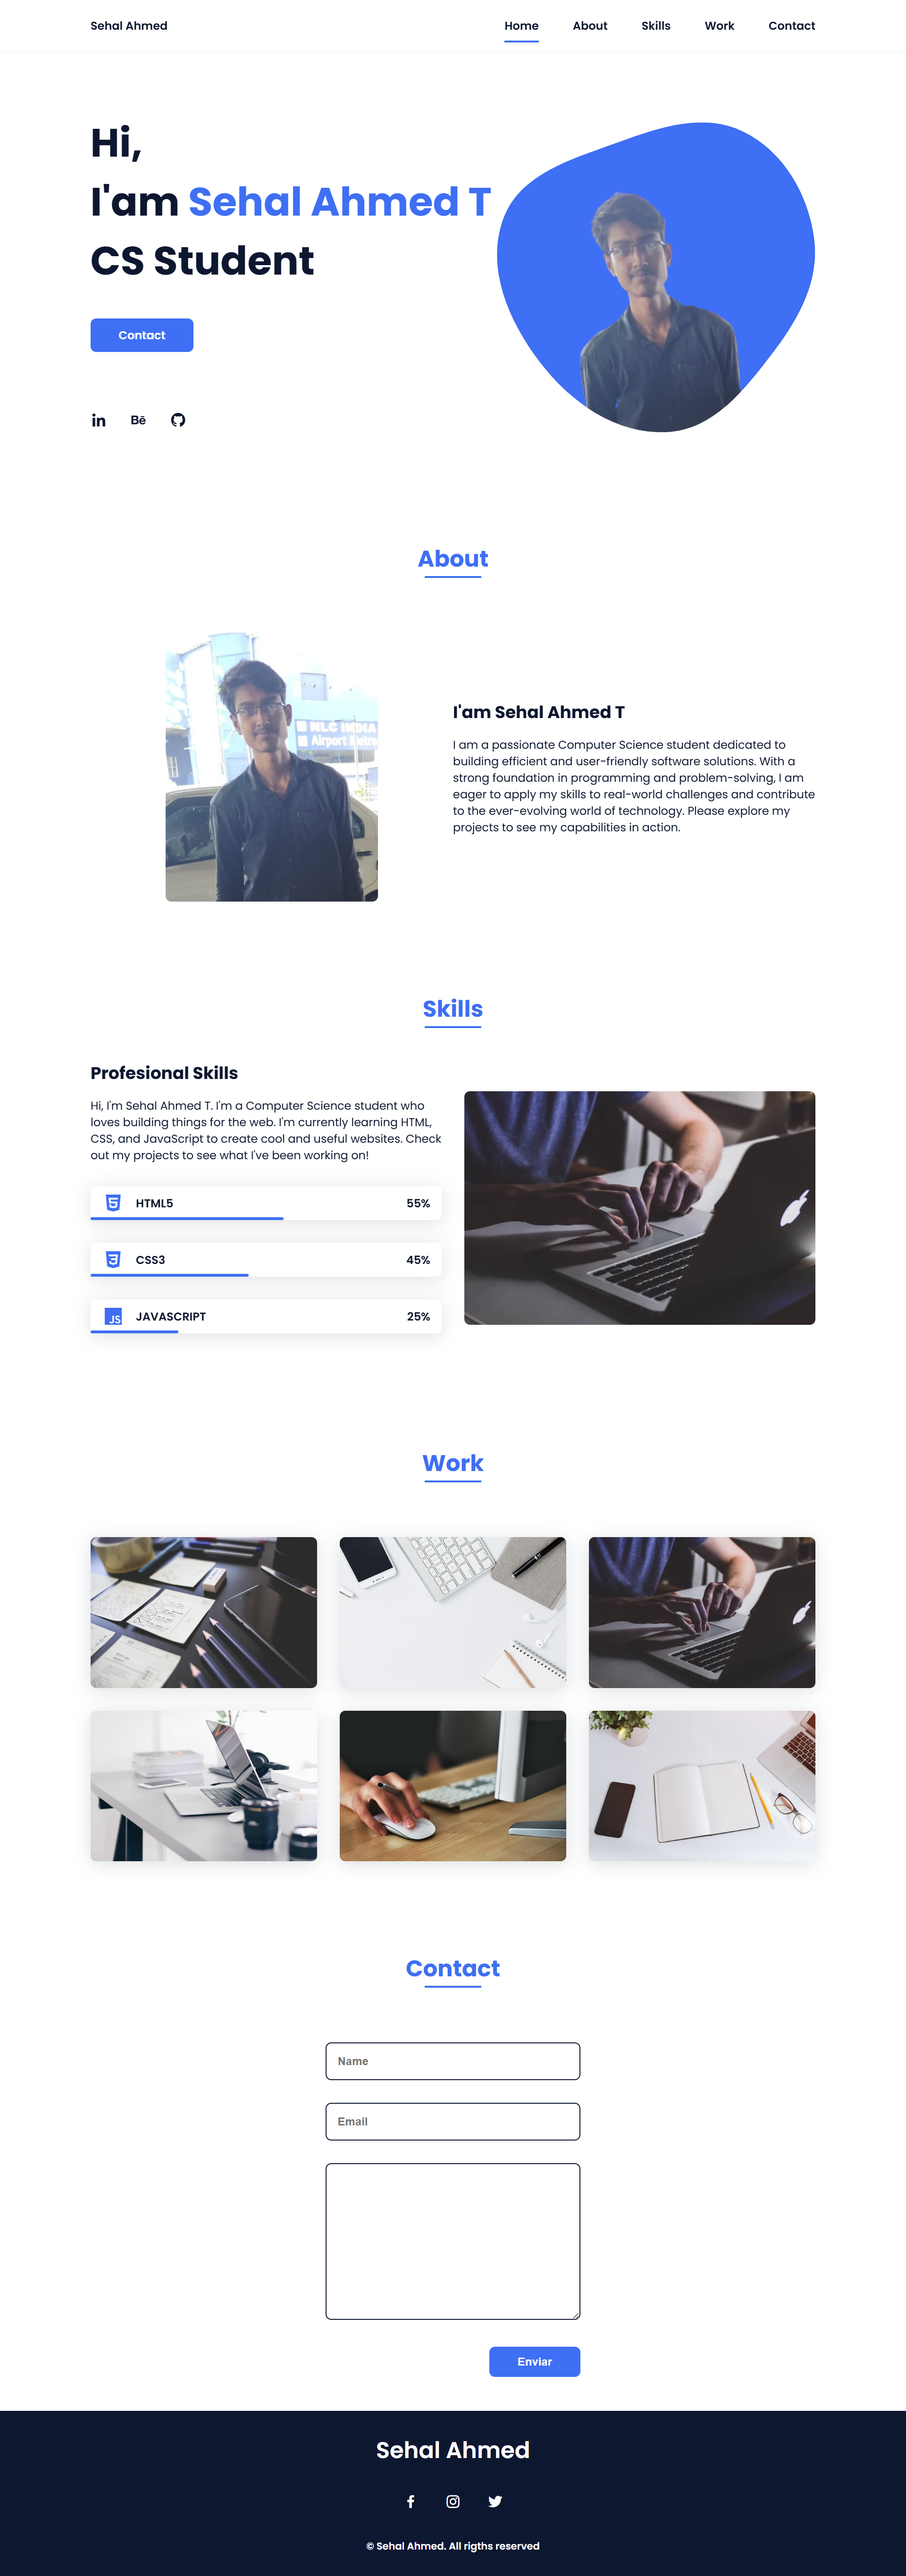 Sehal Ahmed
Home About Skills Work Contact
Hi,
I'am Sehal Ahmed T
CS Student
Contact
in Bē
About
NLC INDIA
Airport Metro
I'am Sehal Ahmed T
I am a passionate Computer Science student dedicated to
building efficient and user-friendly software solutions. With a
strong foundation in programming and problem-solving, I am
eager to apply my skills to real-world challenges and contribute
to the ever-evolving world of technology. Please explore my
projects to see my capabilities in action.
Skills
Profesional Skills
Hi, I'm Sehal Ahmed T. I'm a Computer Science student who
loves building things for the web. I'm currently learning HTML,
CSS, and JavaScript to create cool and useful websites. Check
out my projects to see what I've been working on!
HTML5 55%
CSS3 45%
JS JAVASCRIPT 25%
Work
Contact
Name
Email
Enviar
Sehal Ahmed
© Sehal Ahmed. All rigths reserved